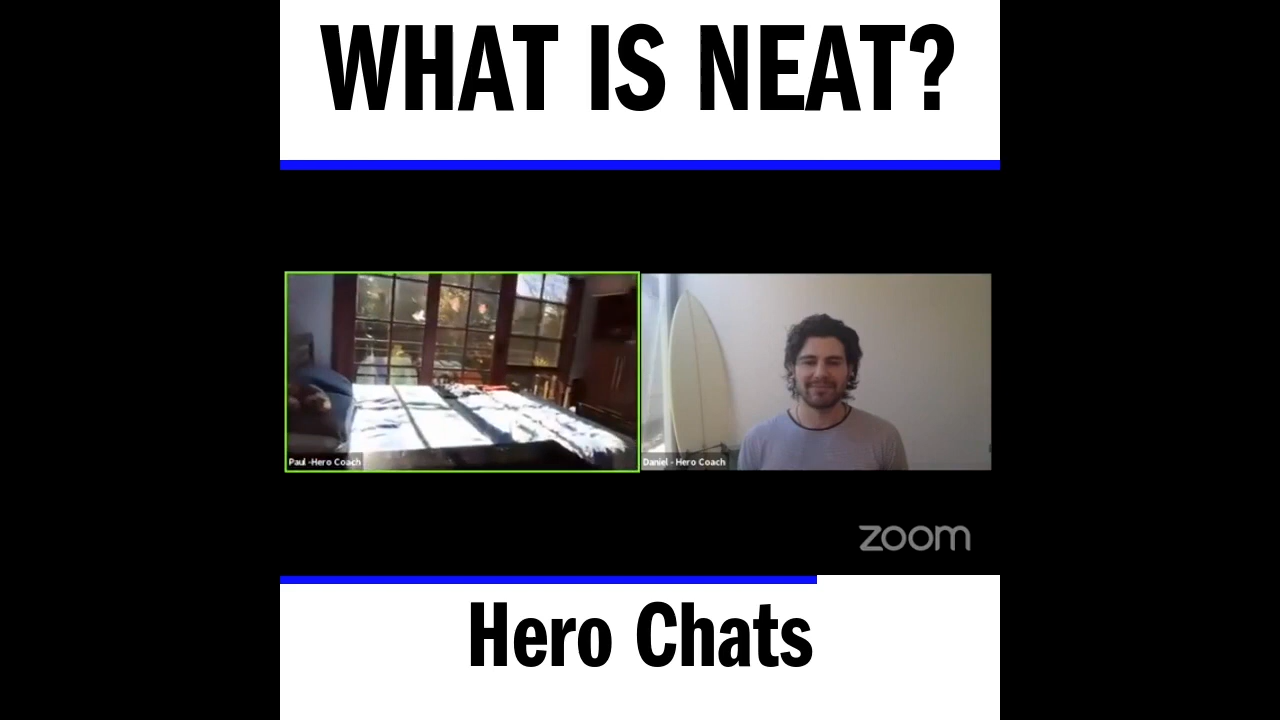 WHAT IS NEAT?
Paul -Hero Coach
Daniel - Hero Coach
zoom
Hero Chats